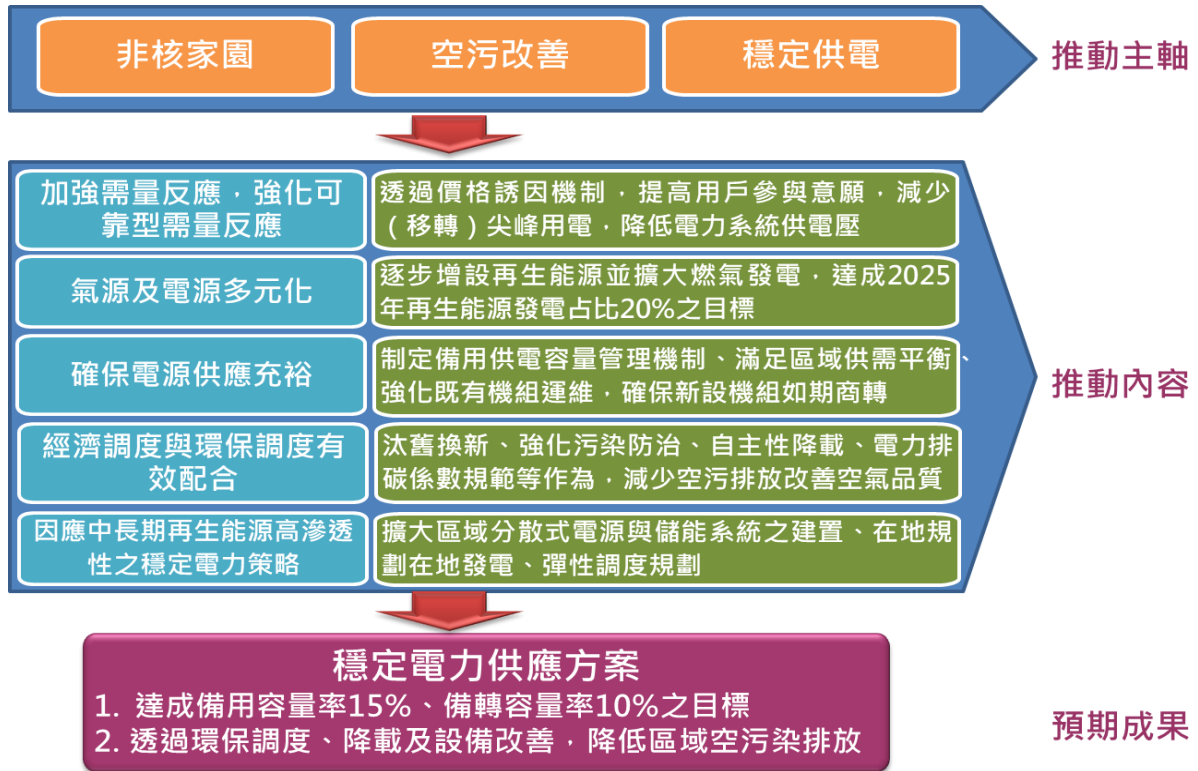 非核家園
空污改善
穩定供電
推動主軸
加強需量反應，強化可
靠型需量反應
透過價格誘因機制，提高用戶參與意願，減少
（移轉）尖峰用電，降低電力系統供電壓
氣源及電源多元化
逐步增設再生能源並擴大燃氣發電，達成2025
年再生能源發電占比20%之目標
確保電源供應充裕
制定備用供電容量管理機制、滿足區域供需平衡、
強化既有機組運維，確保新設機組如期商轉
推動內容
經濟調度與環保調度有
效配合
汰舊換新、強化污染防治、自主性降載、電力排
碳係數規範等作為，減少空污排放改善空氣品質
因應中長期再生能源高滲透
性之穩定電力策略
擴大區域分散式電源與儲能系統之建置、在地規
劃在地發電、彈性調度規劃
穩定電力供應方案
1. 達成備用容量率15%、備轉容量率10%之目標
2. 透過環保調度、降載及設備改善，降低區域空污染排放
預期成果